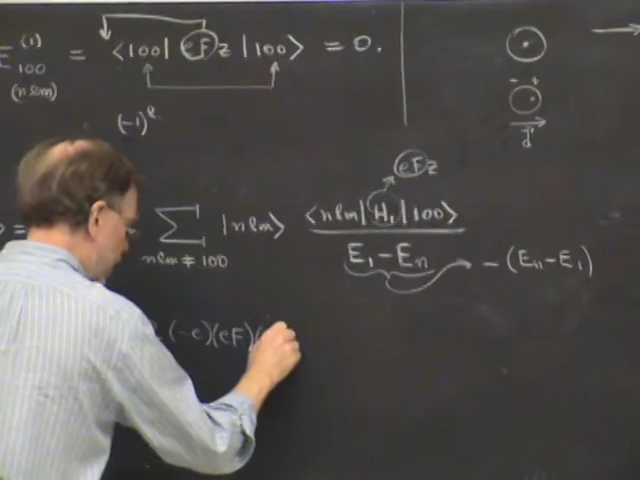 E₁₀₀⁽¹⁾ = ⟨100| eFz |100⟩ = 0.
(nlm)
(-1)ˡ
- +
d
eFz
= Σ |nlm⟩ ⟨nlm| H₁ |100⟩ / E₁ - Eₙ → - (Eₙ - E₁)
nlm ≠ 100
(-e)(eF)(